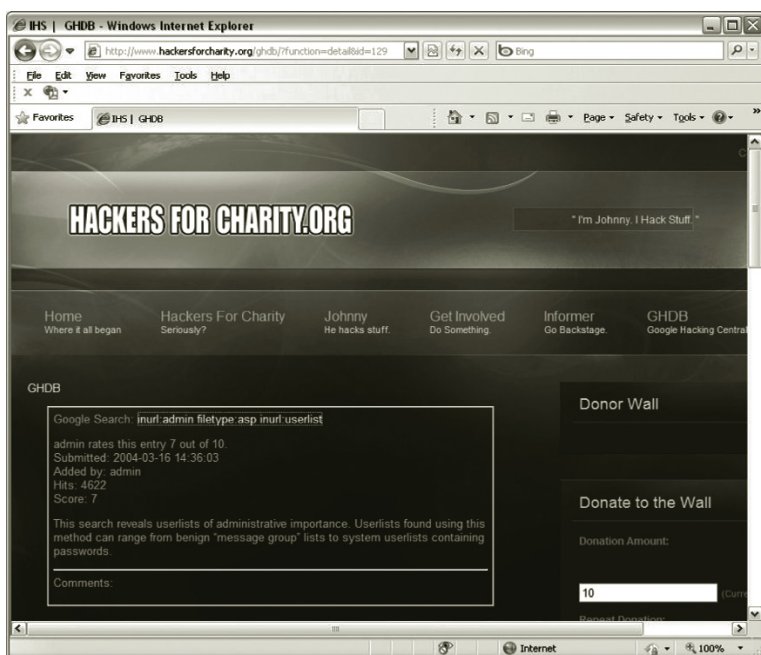 IHS | GHDB - Windows Internet Explorer
http://www.hackersforcharity.org/ghdb/?function=detail&id=129
Bing
File Edit View Favorites Tools Help
Favorites
IHS | GHDB
Page Safety Tools
HACKERS FOR CHARITY.ORG
"I'm Johnny. I Hack Stuff."
Home
Where it all began
Hackers For Charity
Seriously?
Johnny
He hacks stuff.
Get Involved
Do Something.
Informer
Go Backstage.
GHDB
Google Hacking Central
GHDB
Google Search: inurl:admin filetype:asp inurl:userlist
admin rates this entry 7 out of 10.
Submitted: 2004-03-16 14:36:03
Added by: admin
Hits: 4622
Score: 7
This search reveals userlists of administrative importance. Userlists found using this
method can range from benign "message group" lists to system userlists containing
passwords.
Comments:
Donor Wall
Donate to the Wall
Donation Amount:
10
(Curre
Repeat Donation:
Internet
100%